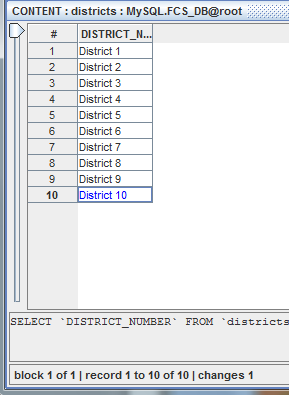 CONTENT : districts : MySQL.FCS_DB@root
# DISTRICT_N...
1 District 1
2 District 2
3 District 3
4 District 4
5 District 5
6 District 6
7 District 7
8 District 8
9 District 9
10 District 10
SELECT `DISTRICT_NUMBER` FROM `districts
block 1 of 1 | record 1 to 10 of 10 | changes 1